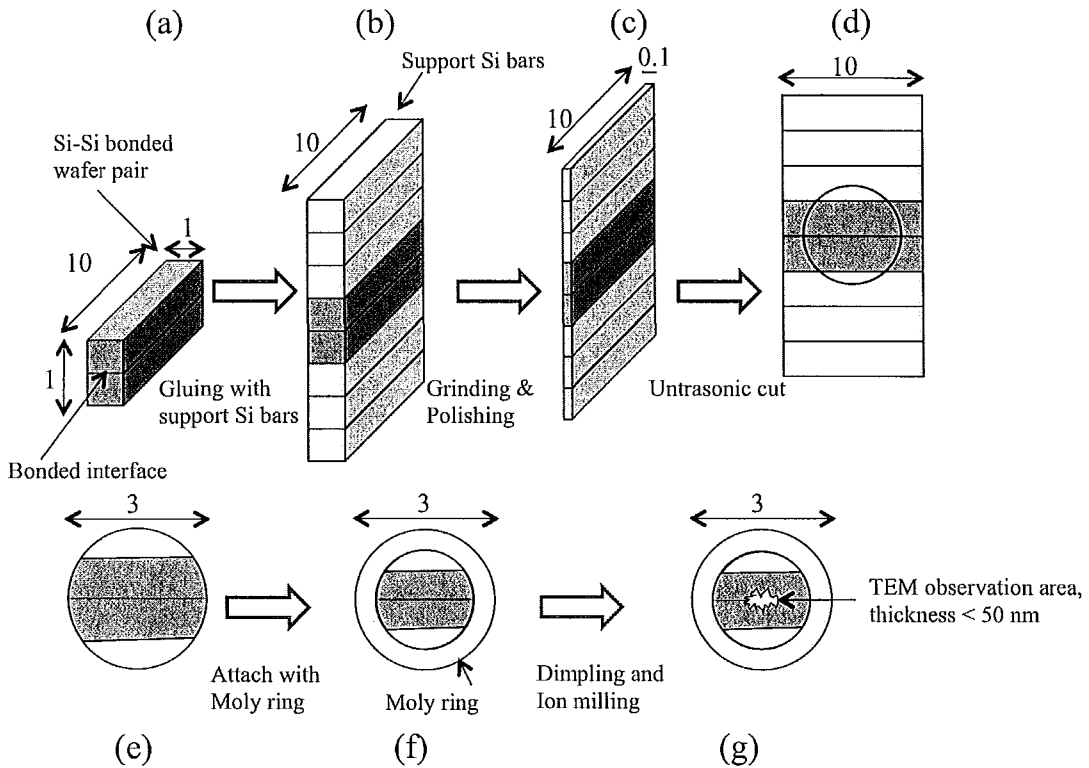 (a)
(b)
(c)
(d)
Support Si bars
0.1
10
10
10
Si-Si bonded
wafer pair
1
10
1
Gluing with
support Si bars
Grinding &
Polishing
Untrasonic cut
Bonded interface
3
3
3
TEM observation area,
thickness < 50 nm
Attach with
Moly ring
Moly ring
Dimpling and
Ion milling
(e)
(f)
(g)